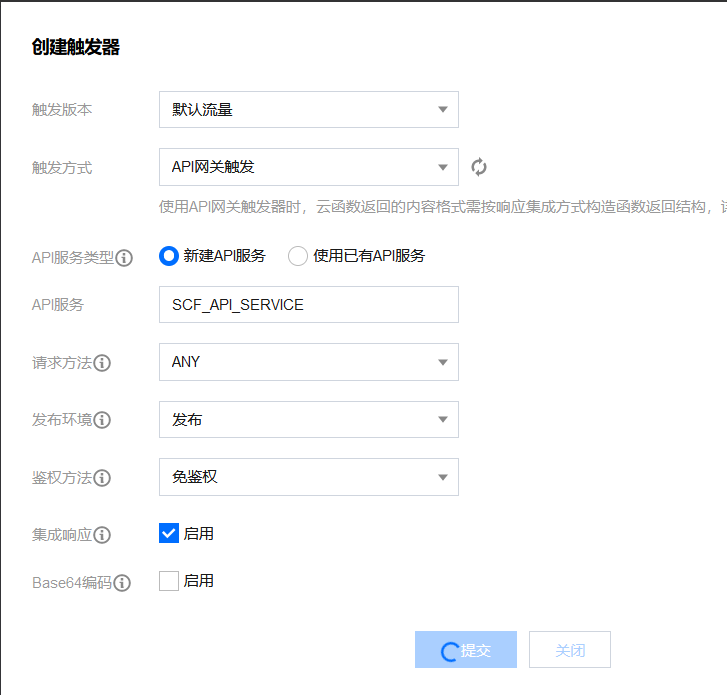 创建触发器
触发版本 默认流量
触发方式 API网关触发
使用API网关触发器时，云函数返回的内容格式需按响应集成方式构造函数返回结构，
API服务类型 新建API服务 使用已有API服务
API服务 SCF_API_SERVICE
请求方法 ANY
发布环境 发布
鉴权方法 免鉴权
集成响应 启用
Base64编码 启用
提交 关闭